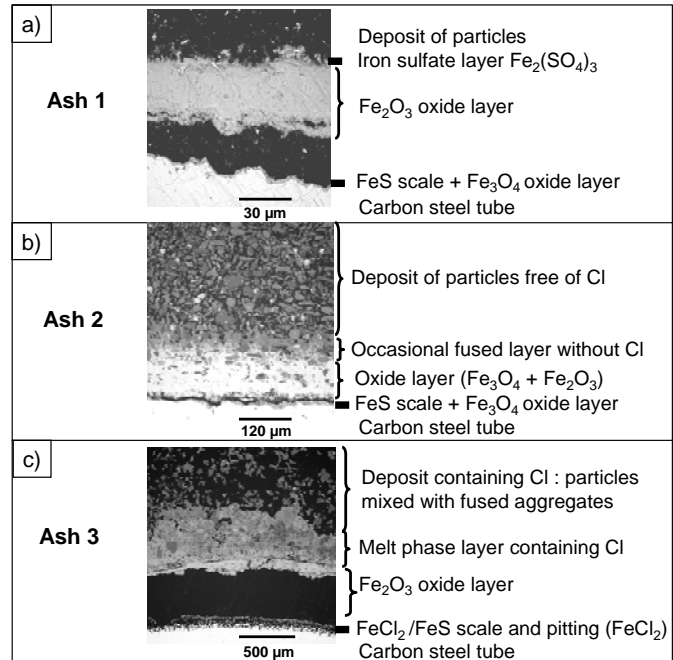 a)
Ash 1
Deposit of particles
Iron sulfate layer Fe₂(SO₄)₃
Fe₂O₃ oxide layer
FeS scale + Fe₃O₄ oxide layer
Carbon steel tube
30 µm
b)
Ash 2
Deposit of particles free of Cl
Occasional fused layer without Cl
Oxide layer (Fe₃O₄ + Fe₂O₃)
FeS scale + Fe₃O₄ oxide layer
Carbon steel tube
120 µm
c)
Ash 3
Deposit containing Cl : particles
mixed with fused aggregates
Melt phase layer containing Cl
Fe₂O₃ oxide layer
FeCl₂/FeS scale and pitting (FeCl₂)
Carbon steel tube
500 µm